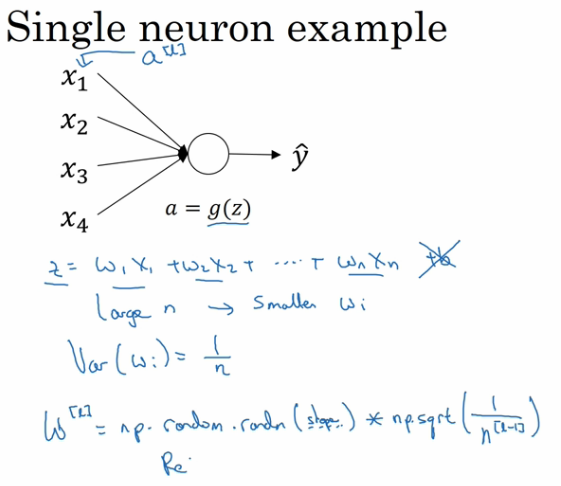 Single neuron example
a^[l]
x₁
x₂
x₃
x₄
ŷ
a = g(z)
z = w₁x₁ + w₂x₂ + ···· + wₙxₙ +b
Large n → Smaller wᵢ
Var(wᵢ) = 1/n
W^[l] = np.random.randn(shape) * np.sqrt(1/n^[l-1])
Re